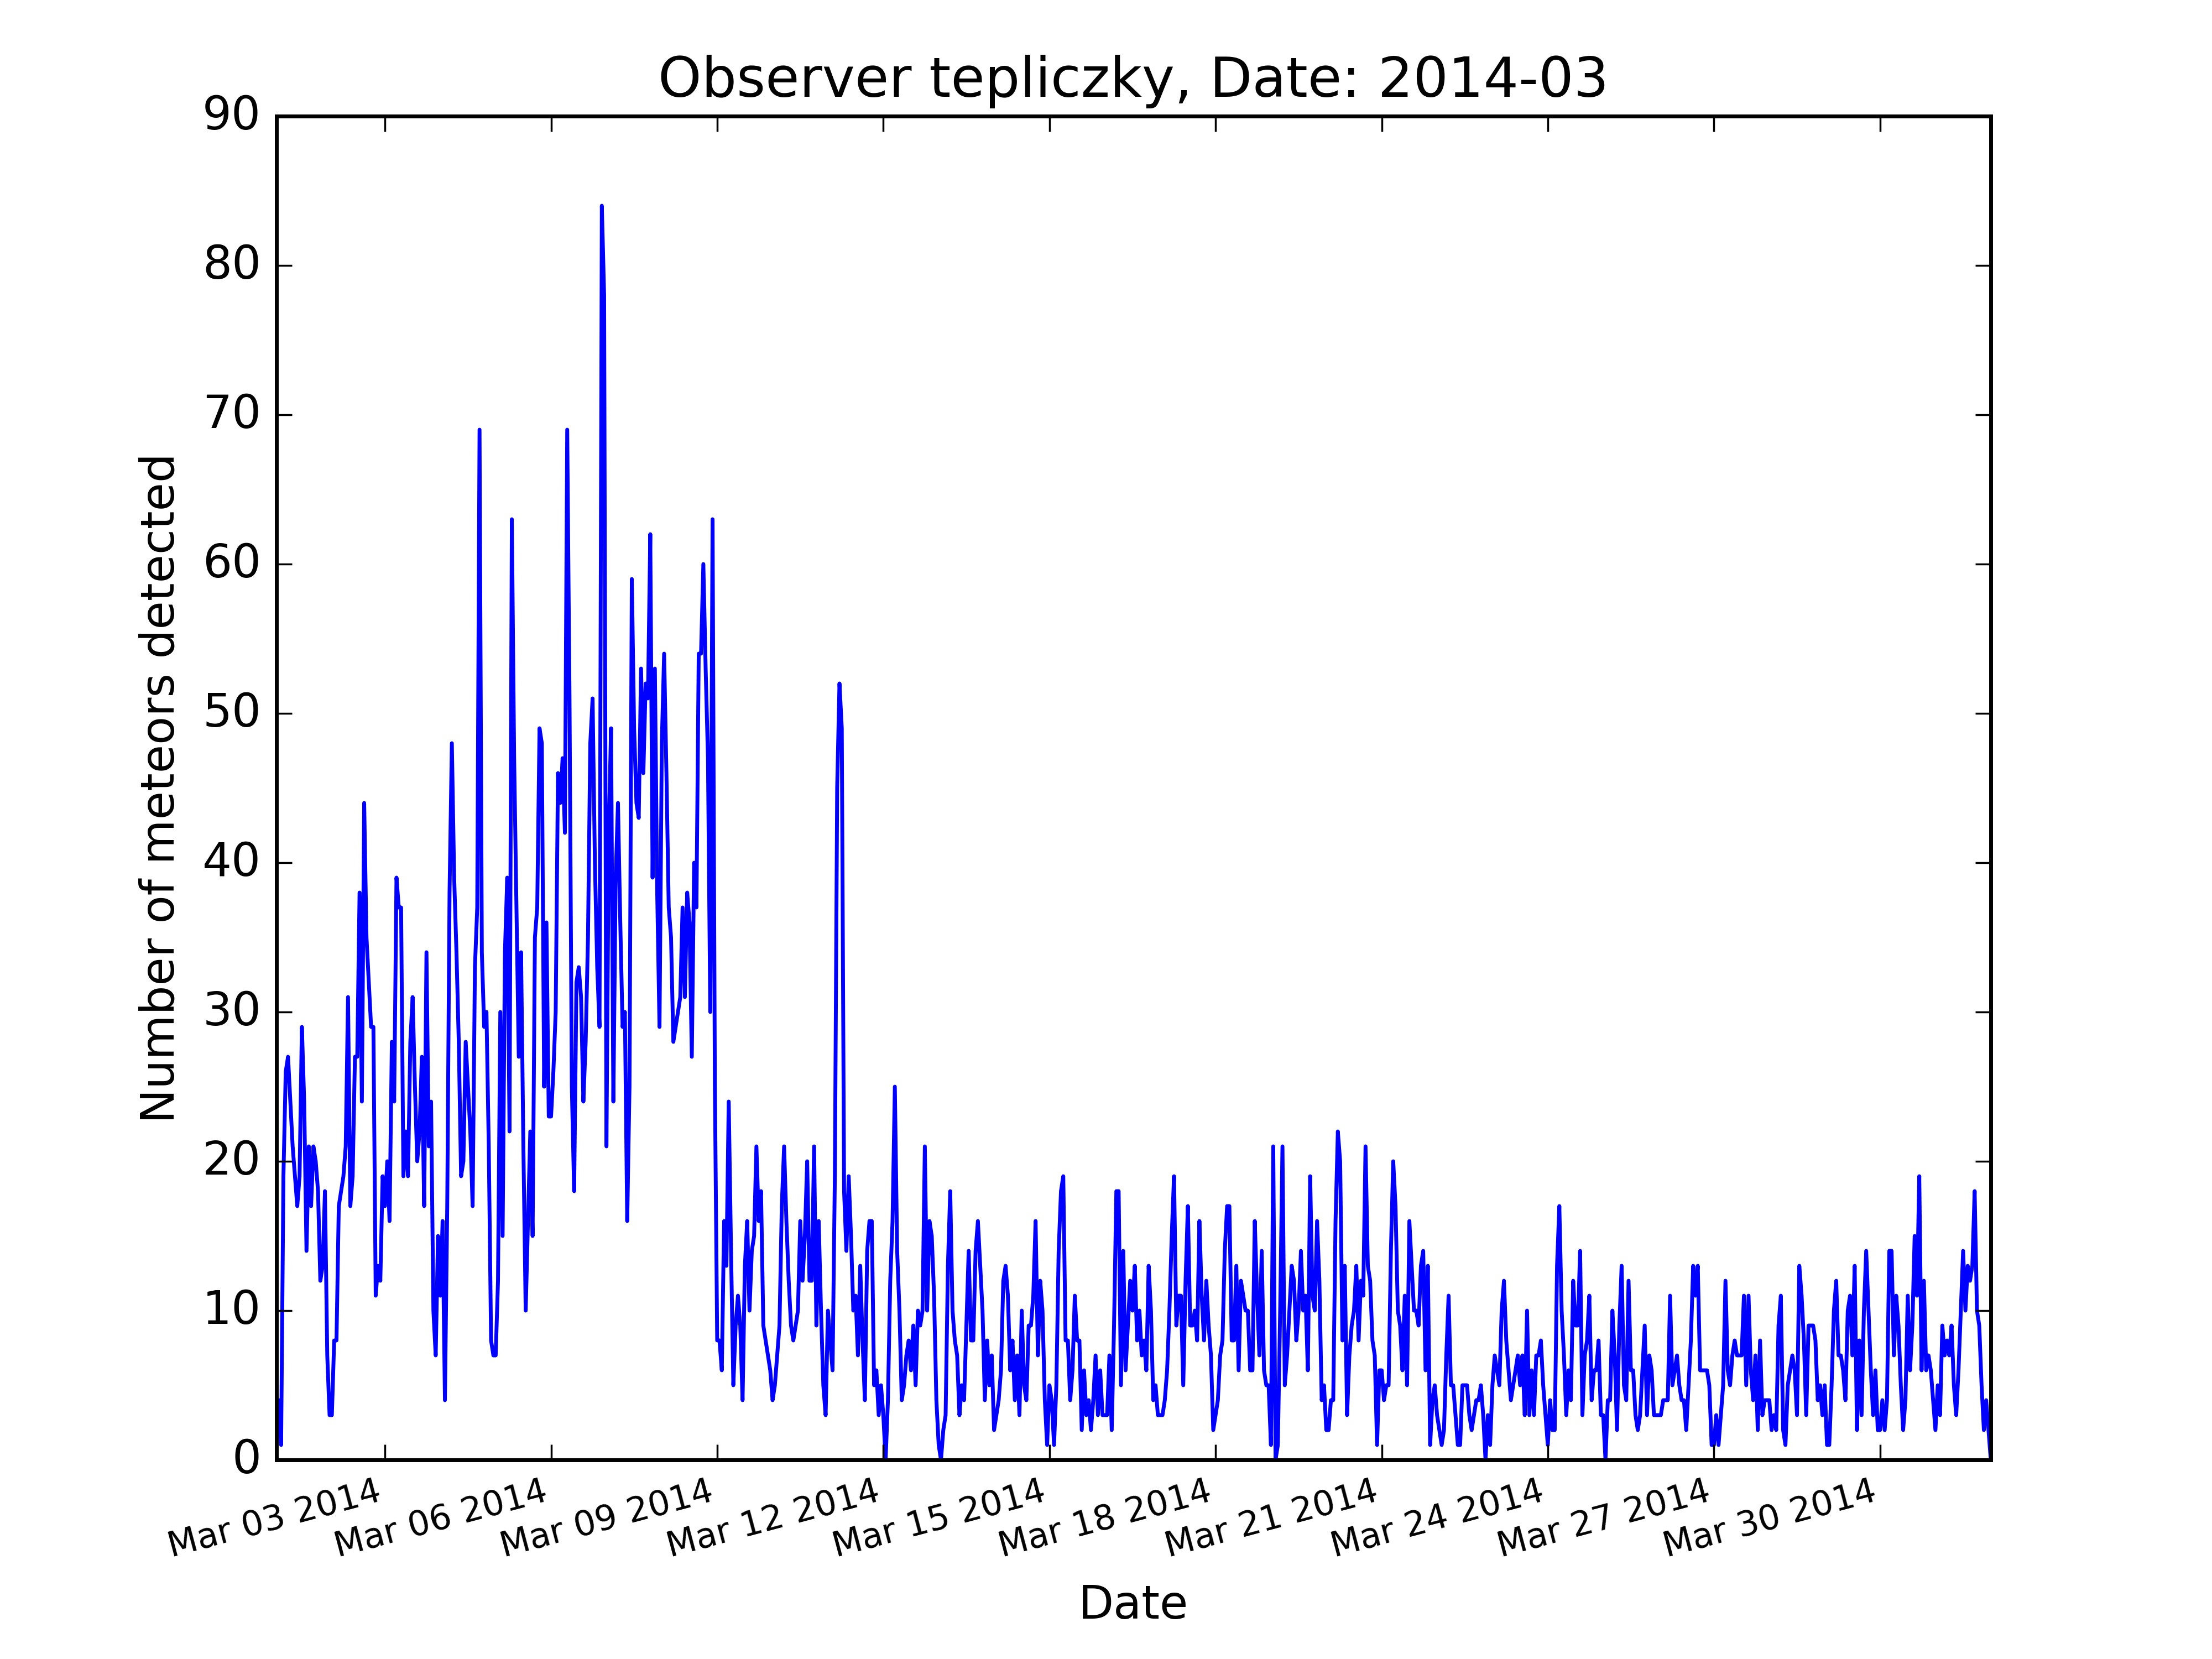 Observer tepliczky, Date: 2014-03
Number of meteors detected
90
80
70
60
50
40
30
20
10
0
Mar 03 2014
Mar 06 2014
Mar 09 2014
Mar 12 2014
Mar 15 2014
Mar 18 2014
Mar 21 2014
Mar 24 2014
Mar 27 2014
Mar 30 2014
Date